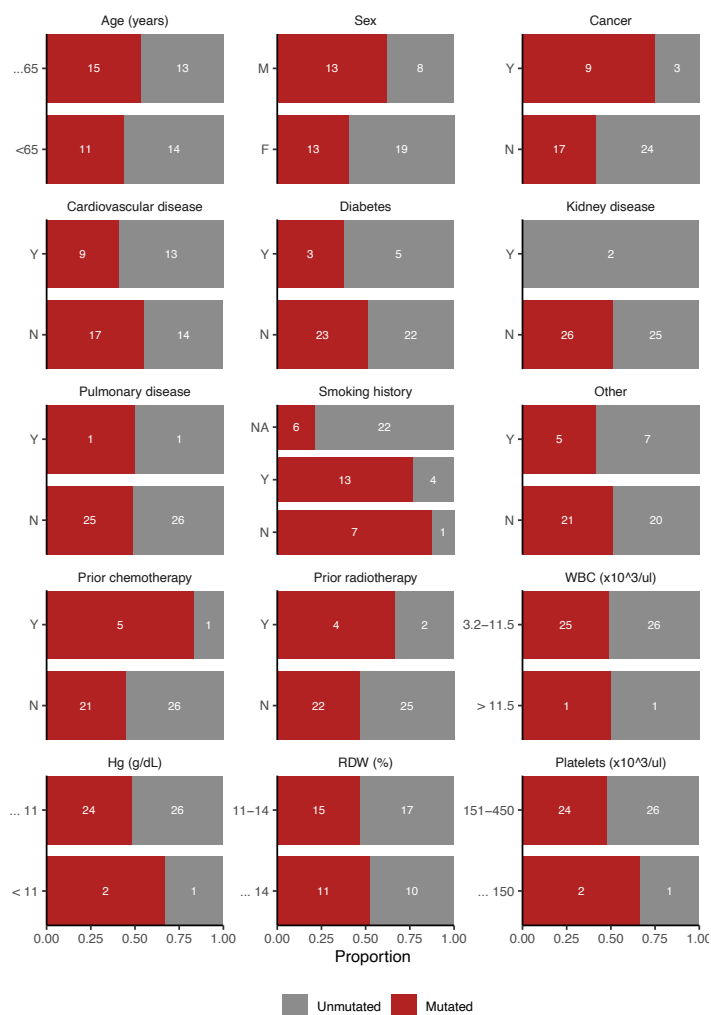 Age (years)
Sex
Cancer
...65
15
13
M
13
8
Y
9
3
<65
11
14
F
13
19
N
17
24
Cardiovascular disease
Diabetes
Kidney disease
Y
9
13
Y
3
5
Y
2
N
17
14
N
23
22
N
26
25
Pulmonary disease
Smoking history
Other
Y
1
1
NA
6
22
Y
13
4
N
7
1
Y
5
7
N
25
26
N
21
20
Prior chemotherapy
Prior radiotherapy
WBC (x10^3/ul)
Y
5
1
Y
4
2
3.2−11.5
25
26
N
21
26
N
22
25
> 11.5
1
1
Hg (g/dL)
RDW (%)
Platelets (x10^3/ul)
... 11
24
26
11−14
15
17
151−450
24
26
< 11
2
1
... 14
11
10
... 150
2
1
0.00 0.25 0.50 0.75 1.00
0.00 0.25 0.50 0.75 1.00
0.00 0.25 0.50 0.75 1.00
Proportion
Unmutated
Mutated